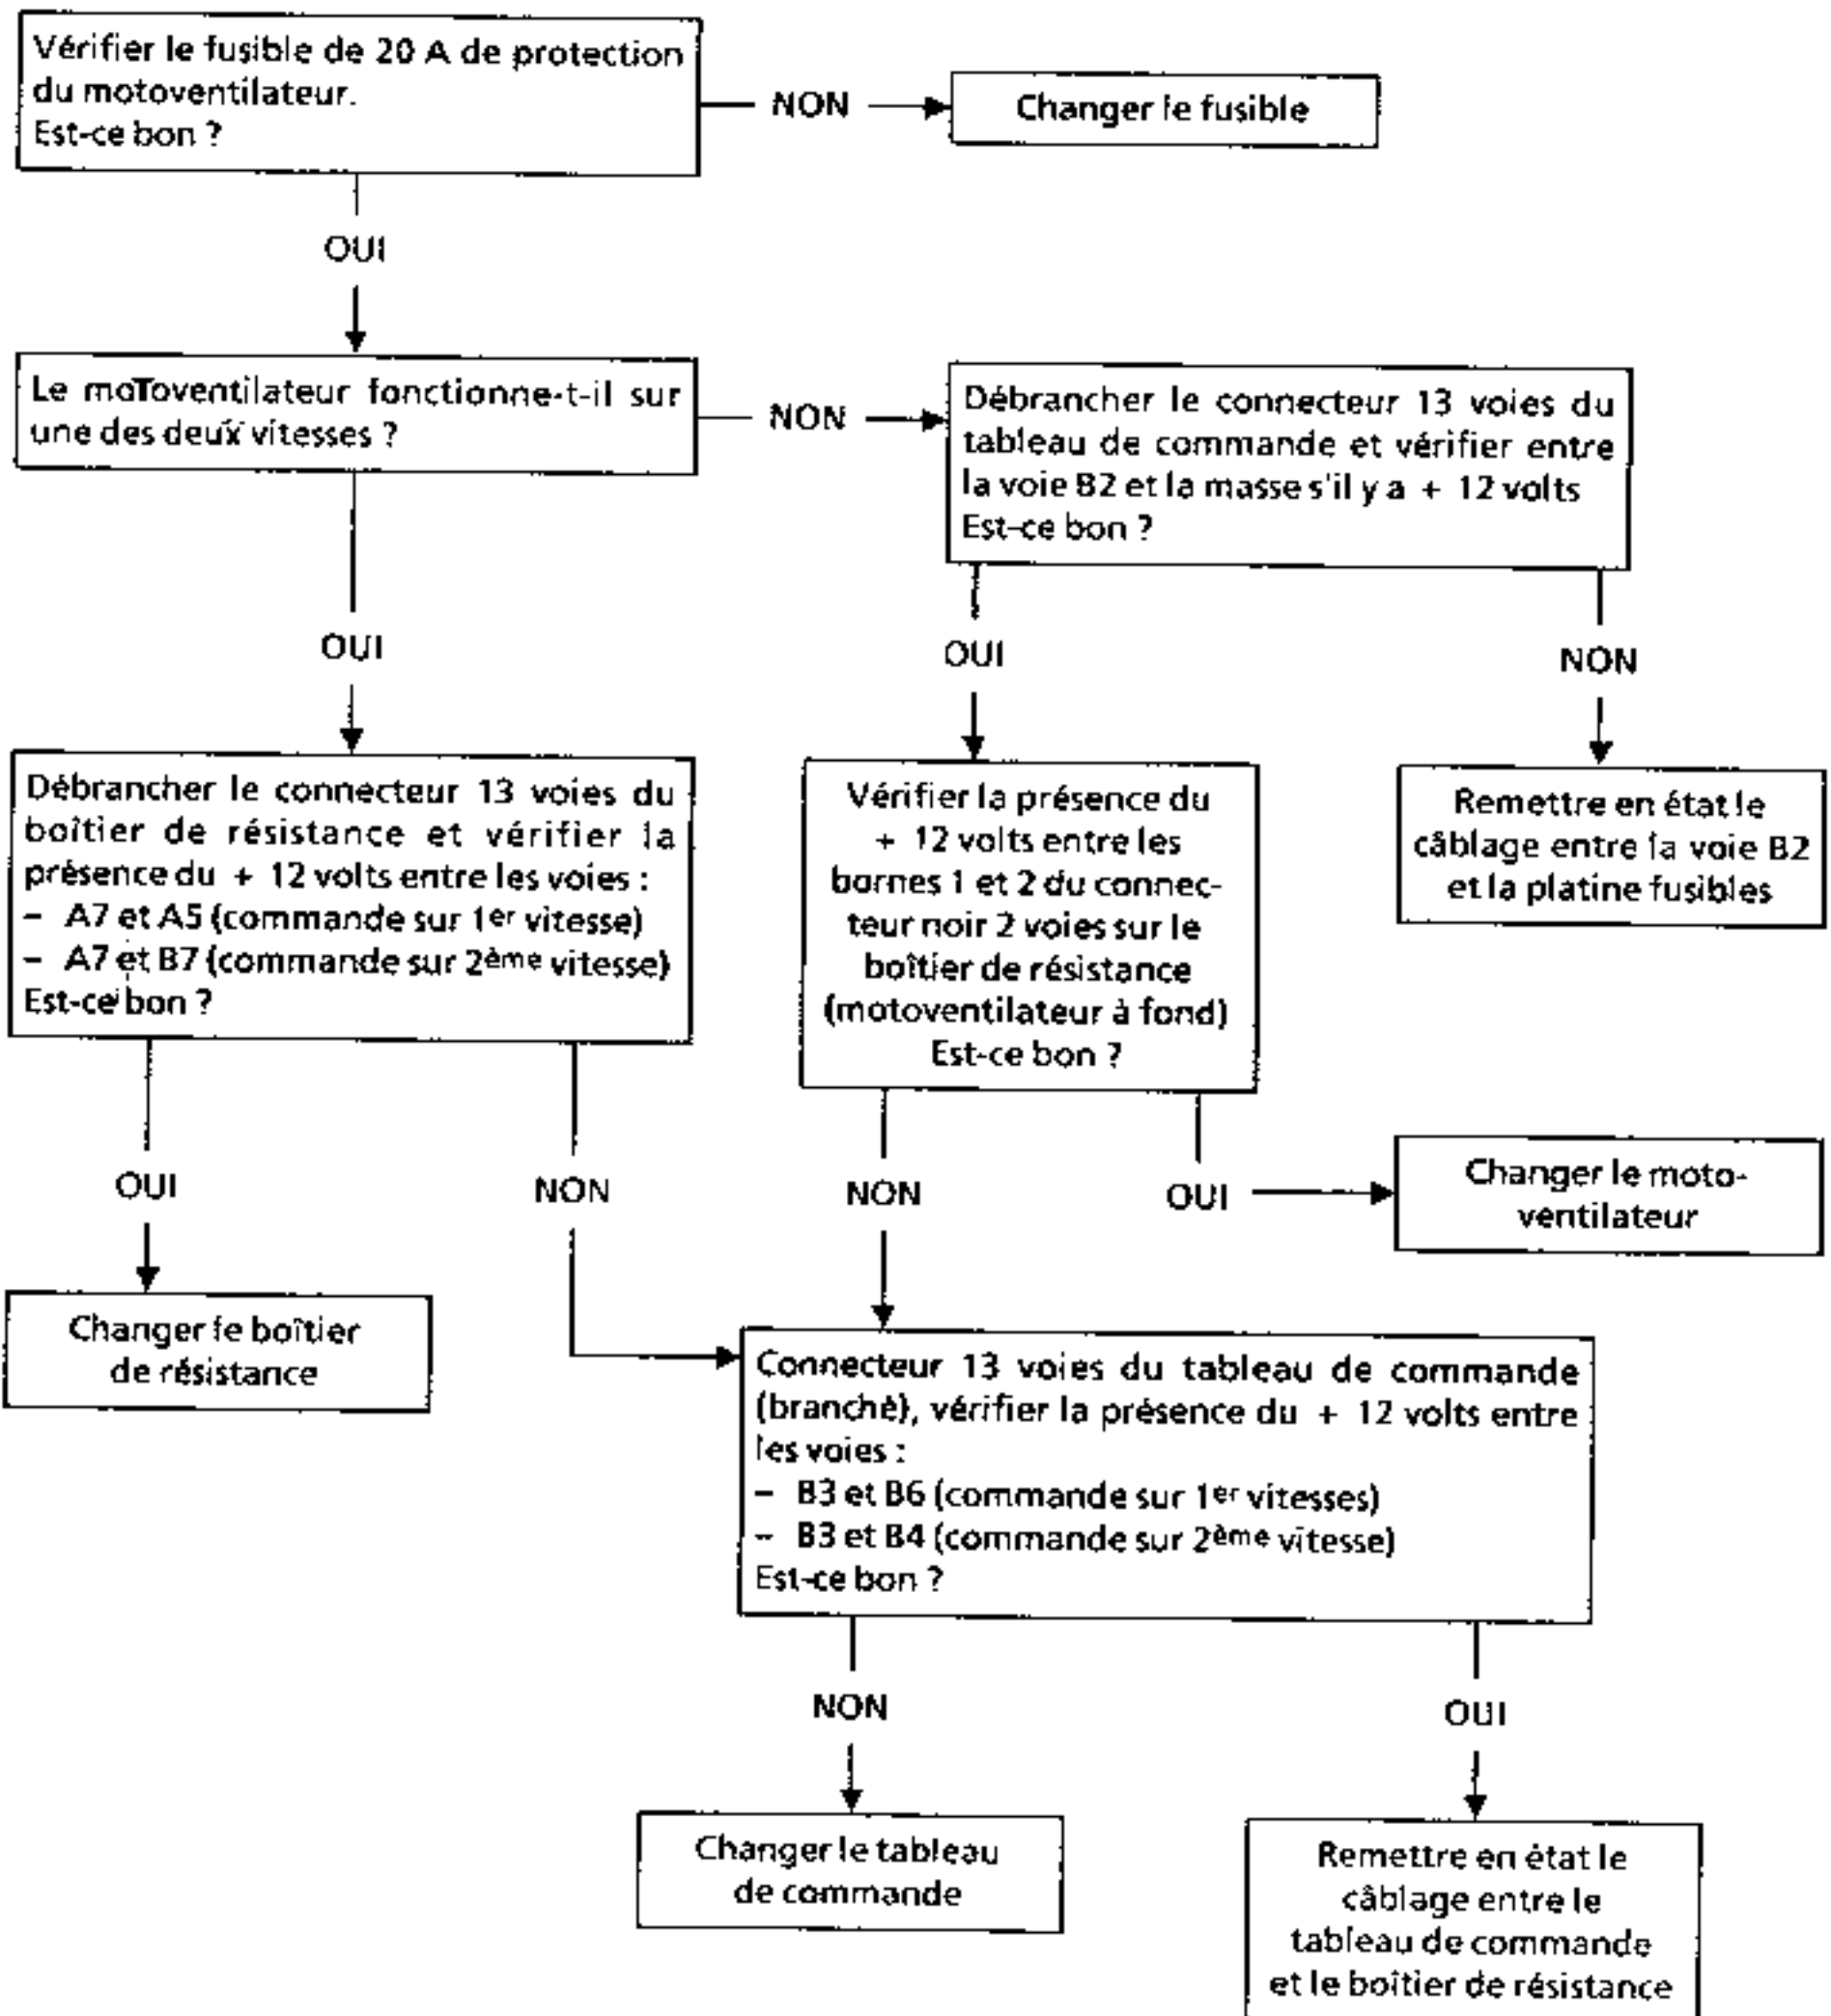 Vérifier le fusible de 20 A de protection
du motoventilateur.
Est-ce bon ?
NON
Changer le fusible
OUI
Le moToventilateur fonctionne-t-il sur
une des deux vitesses ?
NON
Débrancher le connecteur 13 voies du
tableau de commande et vérifier entre
la voie B2 et la masse s'il y a + 12 volts
Est-ce bon ?
OUI
OUI
NON
Débrancher le connecteur 13 voies du
boîtier de résistance et vérifier la
présence du + 12 volts entre les voies :
– A7 et A5 (commande sur 1er vitesse)
– A7 et B7 (commande sur 2ème vitesse)
Est-ce bon ?
Vérifier la présence du
+ 12 volts entre les
bornes 1 et 2 du connec-
teur noir 2 voies sur le
boîtier de résistance
(motoventilateur à fond)
Est-ce bon ?
Remettre en état le
câblage entre la voie B2
et la platine fusibles
OUI
NON
NON
OUI
Changer le moto-
ventilateur
Changer le boîtier
de résistance
Connecteur 13 voies du tableau de commande
(branché), vérifier la présence du + 12 volts entre
les voies :
– B3 et B6 (commande sur 1er vitesses)
– B3 et B4 (commande sur 2ème vitesse)
Est-ce bon ?
NON
OUI
Changer le tableau
de commande
Remettre en état le
câblage entre le
tableau de commande
et le boîtier de résistance